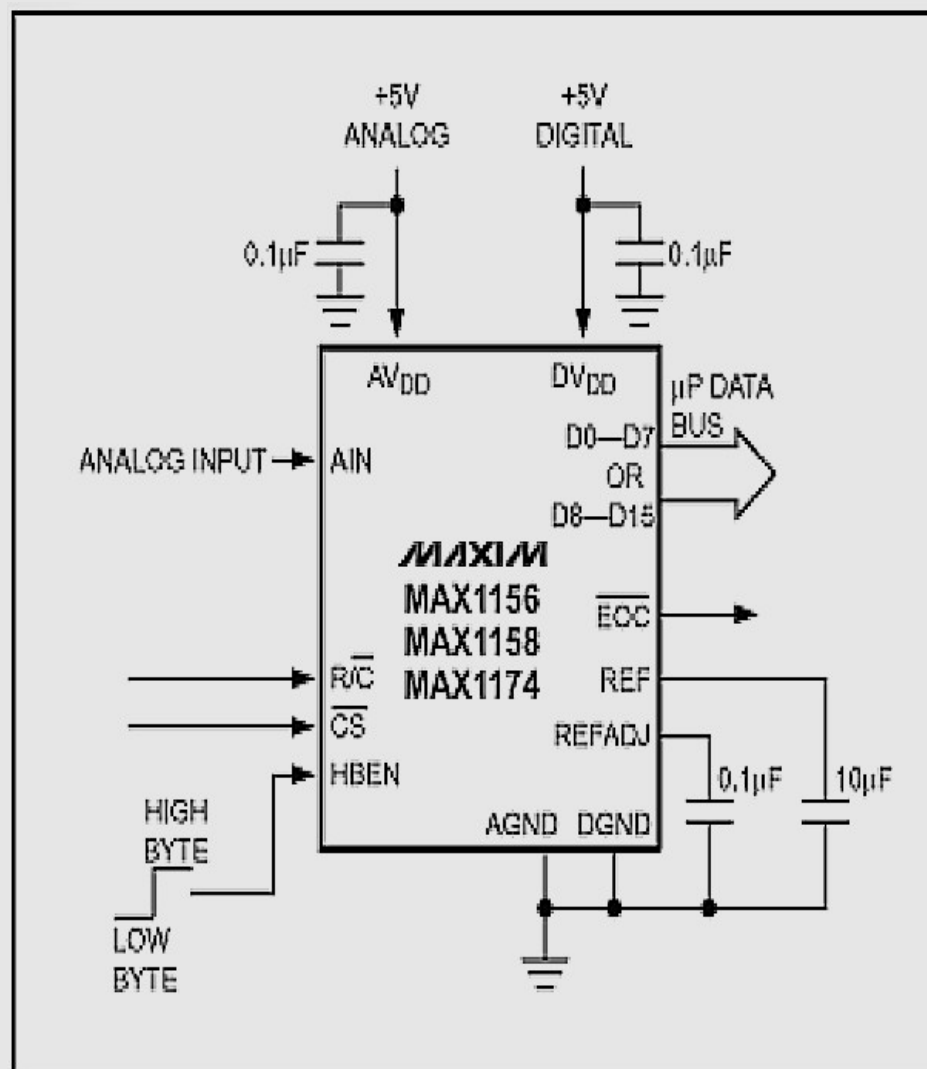 +5V
ANALOG
+5V
DIGITAL
0.1µF
0.1µF
AVDD
DVDD
µP DATA
BUS
D0—D7
OR
D8—D15
ANALOG INPUT
AIN
MAXIM
MAX1156
MAX1158
MAX1174
EOC
R/C
CS
HBEN
REF
REFADJ
0.1µF
10µF
AGND DGND
HIGH
BYTE
LOW
BYTE